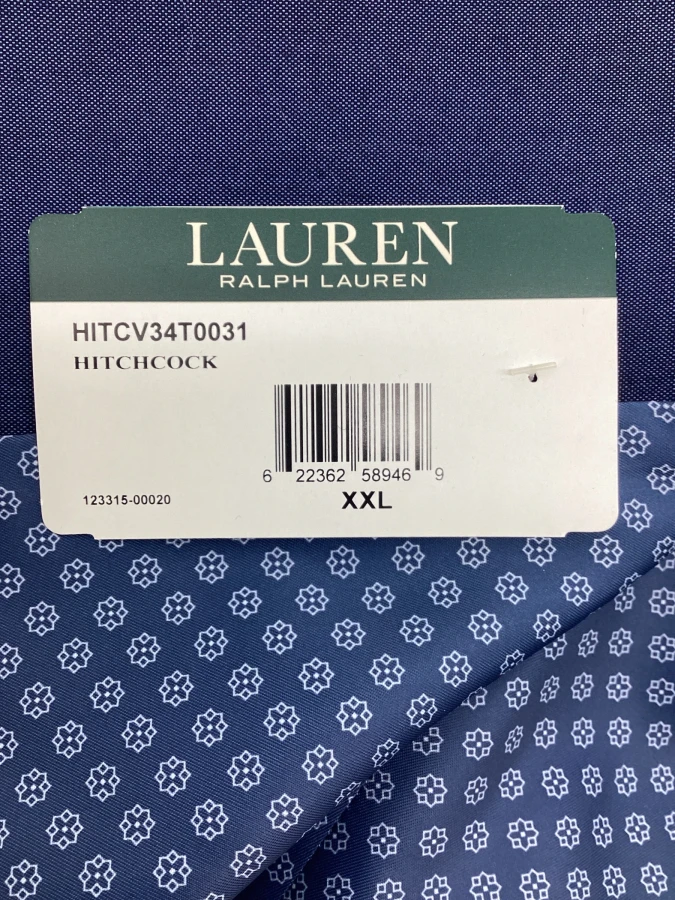 LAUREN
RALPH LAUREN
HITCV34T0031
HITCHCOCK
6 22362 58946 9
123315-00020
XXL